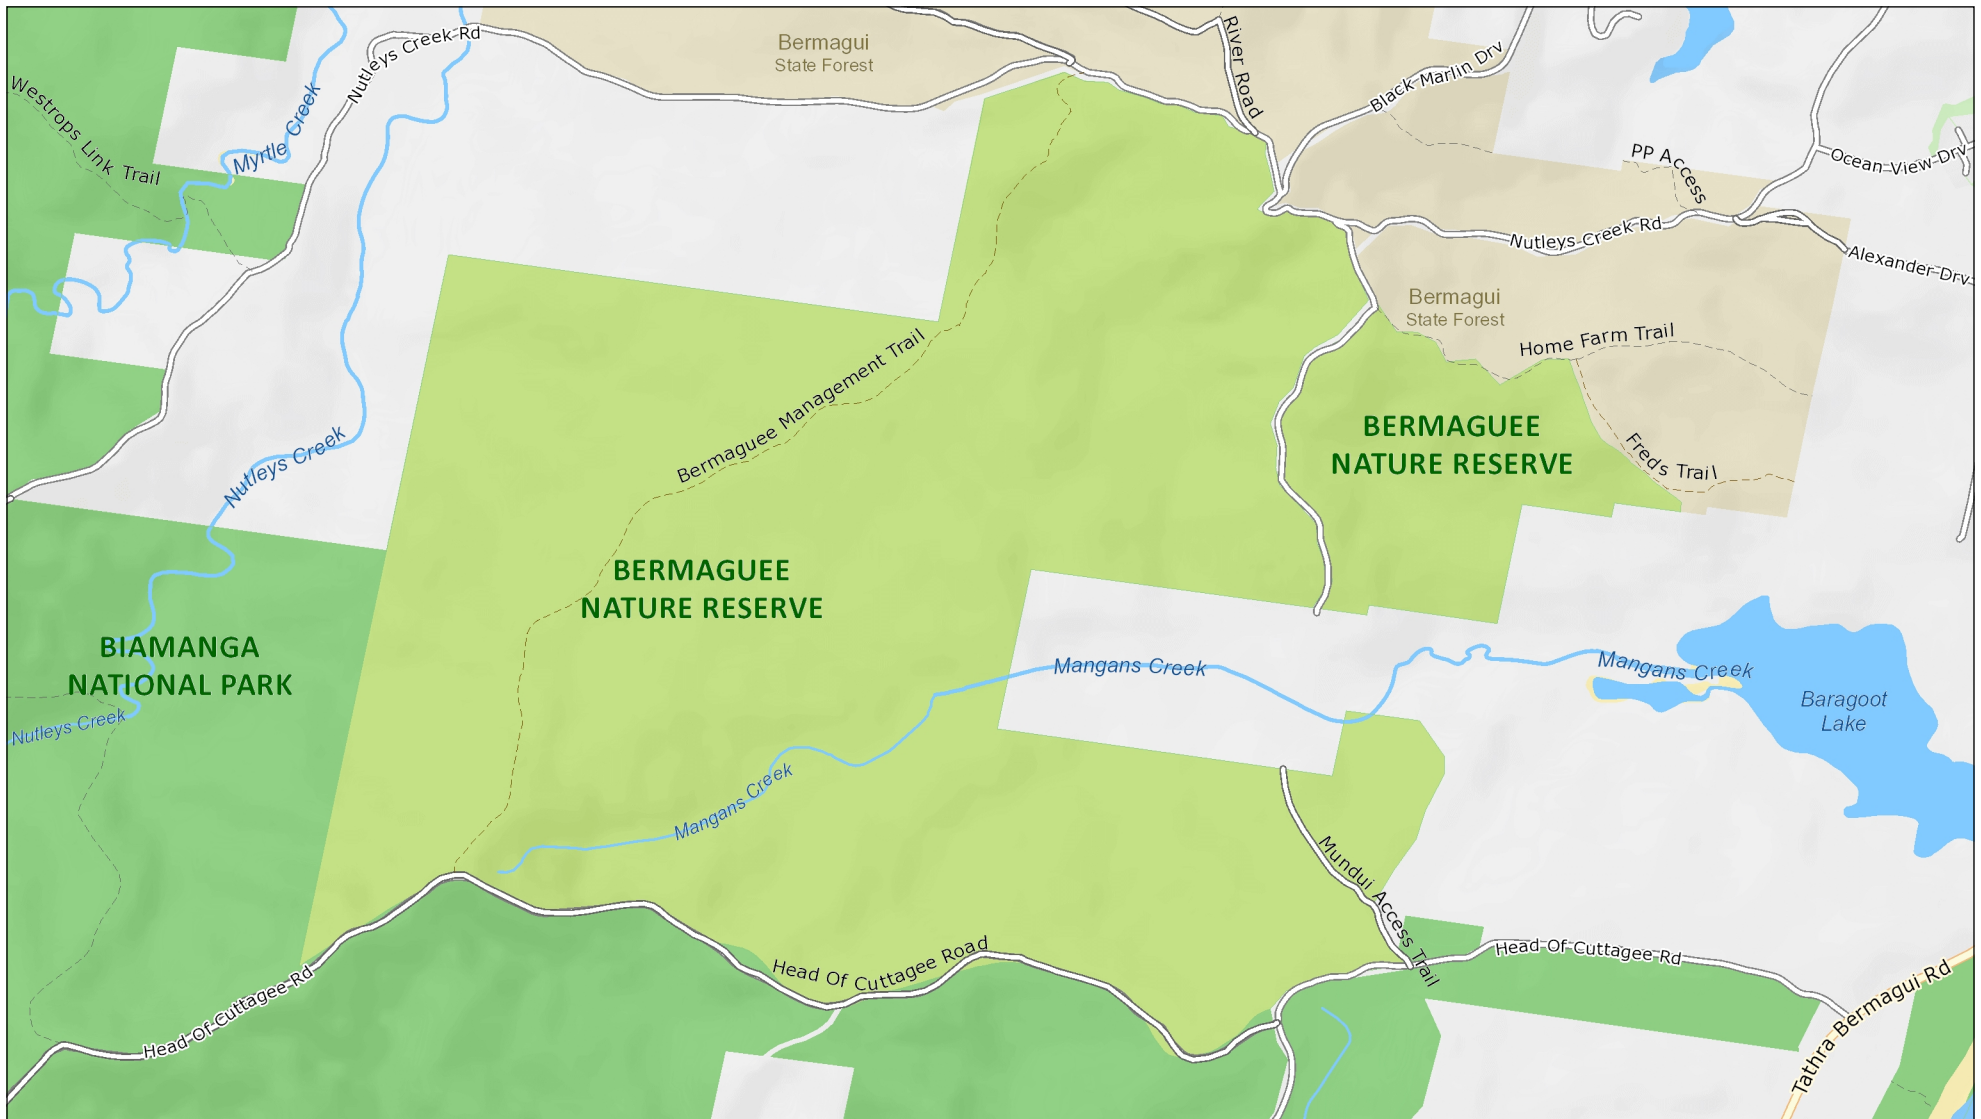 Nutleys Creek Rd
Bermagui
State Forest
River Road
Black Marlin Drv
Westrops Link Trail
Myrtle Creek
PP Access
Ocean View Drv
Nutleys Creek Rd
Alexander Drv
Bermagui
State Forest
Home Farm Trail
Bermaguee Management Trail
BERMAGUEE
NATURE RESERVE
Freds Trail
Nutleys Creek
BERMAGUEE
NATURE RESERVE
BIAMANGA
NATIONAL PARK
Mangans Creek
Mangans Creek
Baragoot
Lake
Nutleys Creek
Mangans Creek
Mundui Access Trail
Head Of Cuttagee Road
Head Of Cuttagee Rd
Head Of Cuttagee Rd
Tathra Bermagui Rd